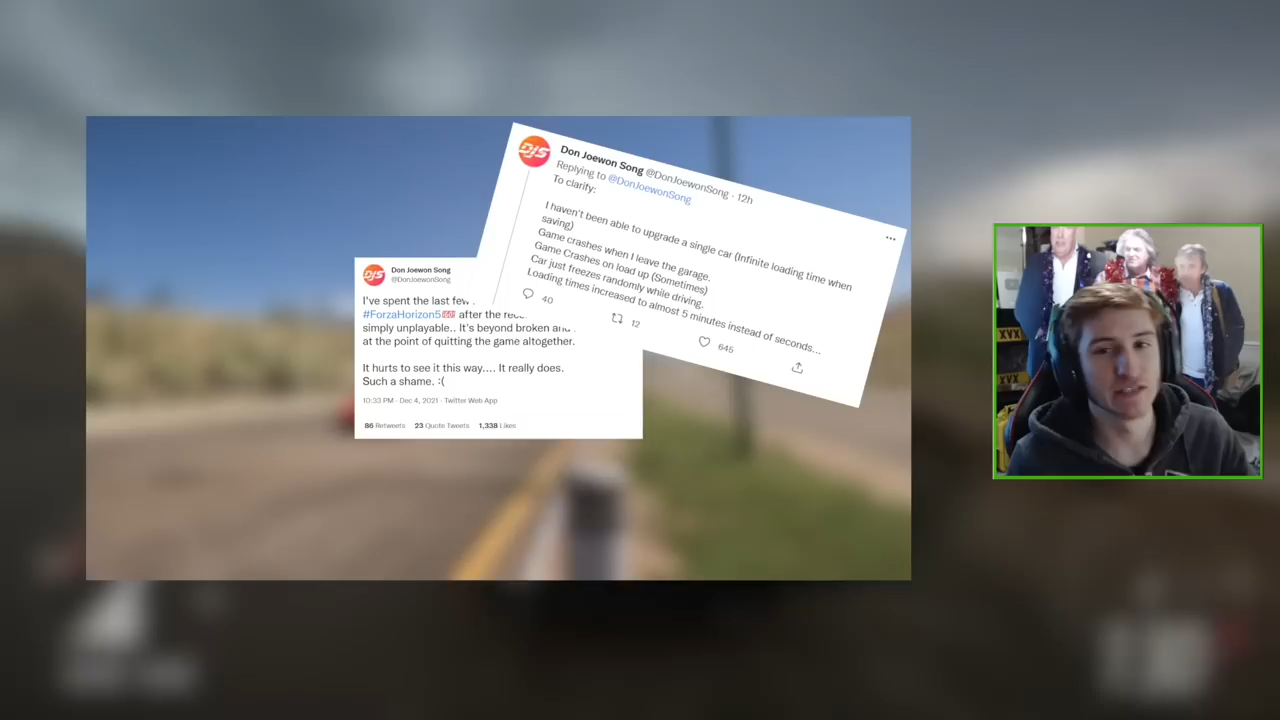 DJS
Don Joewon Song @DonJoewonSong · 12h
Replying to @DonJoewonSong
To clarify:
I haven't been able to upgrade a single car (Infinite loading time when
saving)
Game crashes when I leave the garage.
Game Crashes on load up (Sometimes)
Car just freezes randomly while driving.
Loading times increased to almost 5 minutes instead of seconds...
40
12
645
DJS
Don Joewon Song
@DonJoewonSong
I've spent the last few
#ForzaHorizon5 after the
simply unplayable.. It's beyond broken
at the point of quitting the game altogether.
It hurts to see it this way.... It really does.
Such a shame. :(
10:33 PM · Dec 4, 2021 · Twitter Web App
86 Retweets 23 Quote Tweets 1,338 Likes
XVX
XVX